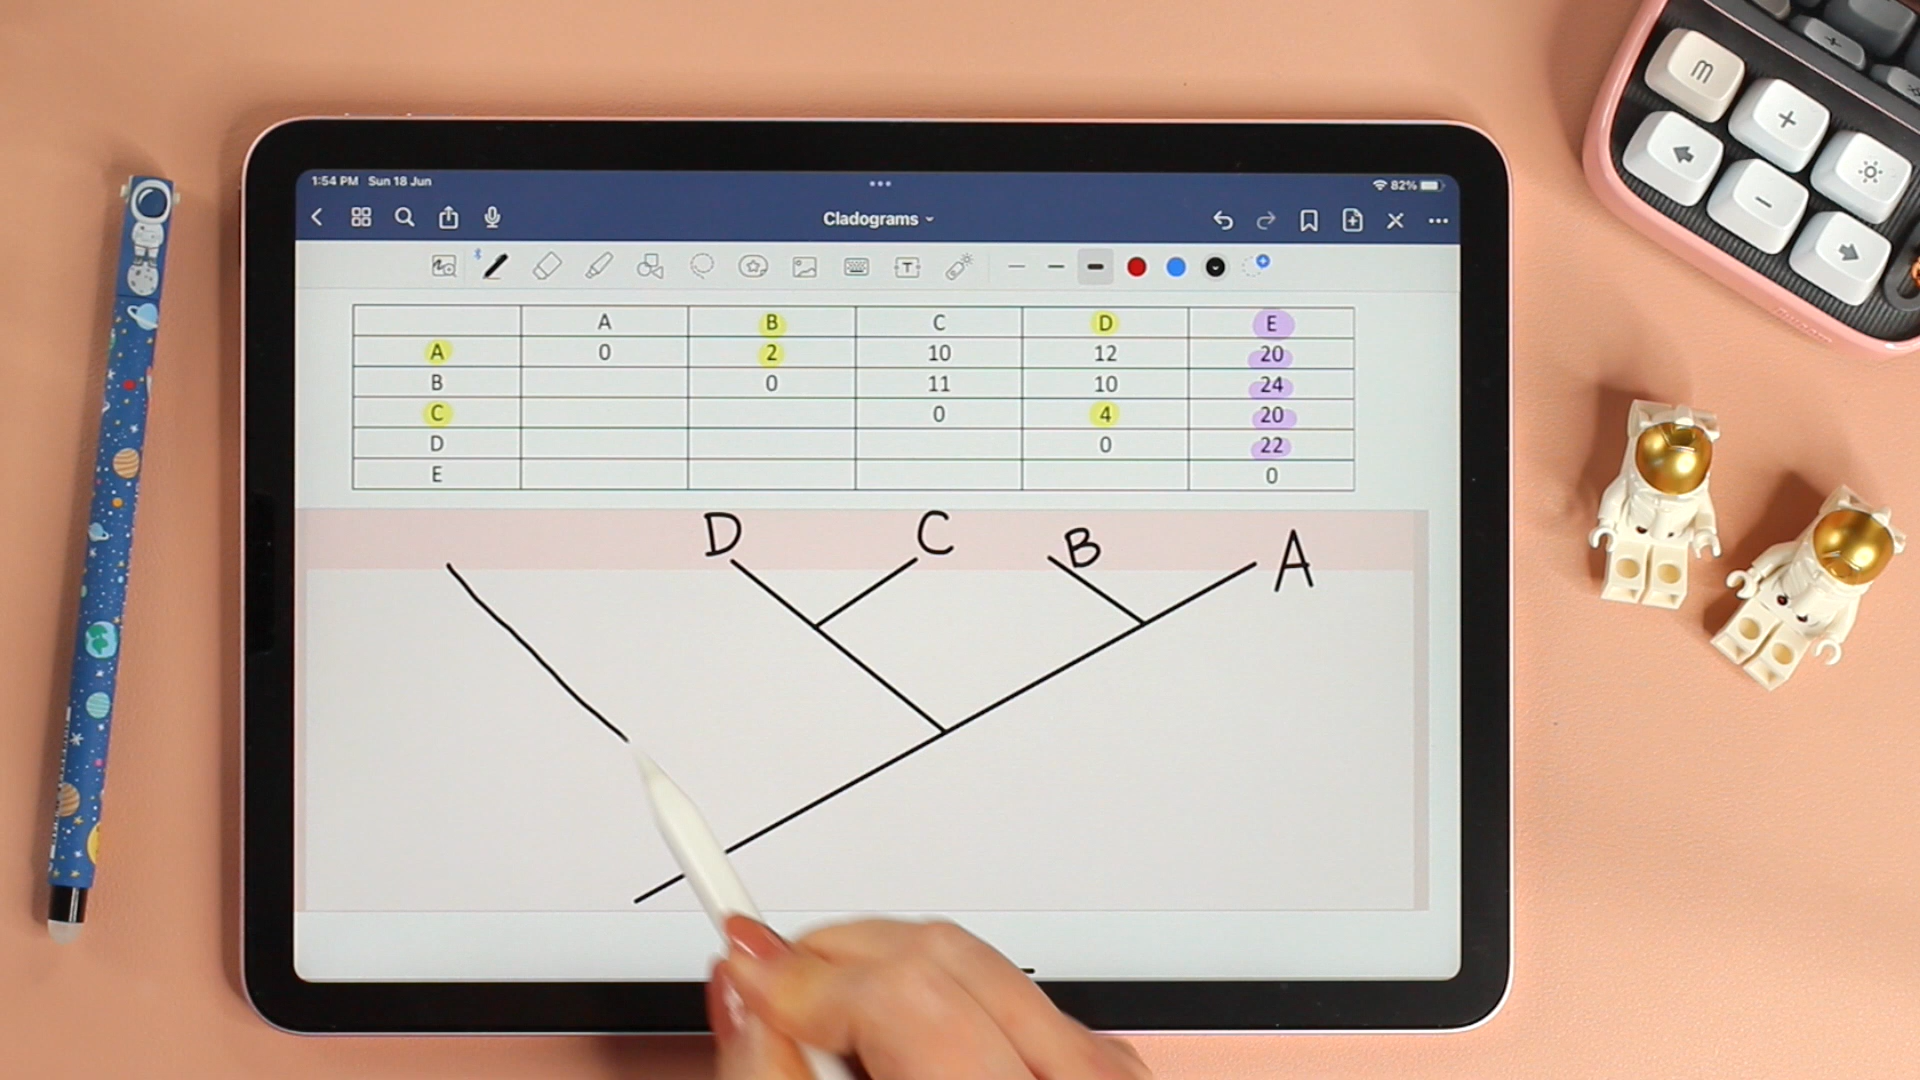 1:54 PM Sun 18 Jun 82%
Cladograms
T
A B C D E
A 0 2 10 12 20
B 0 11 10 24
C 0 4 20
D 0 22
E 0
D C B A
m
+
−